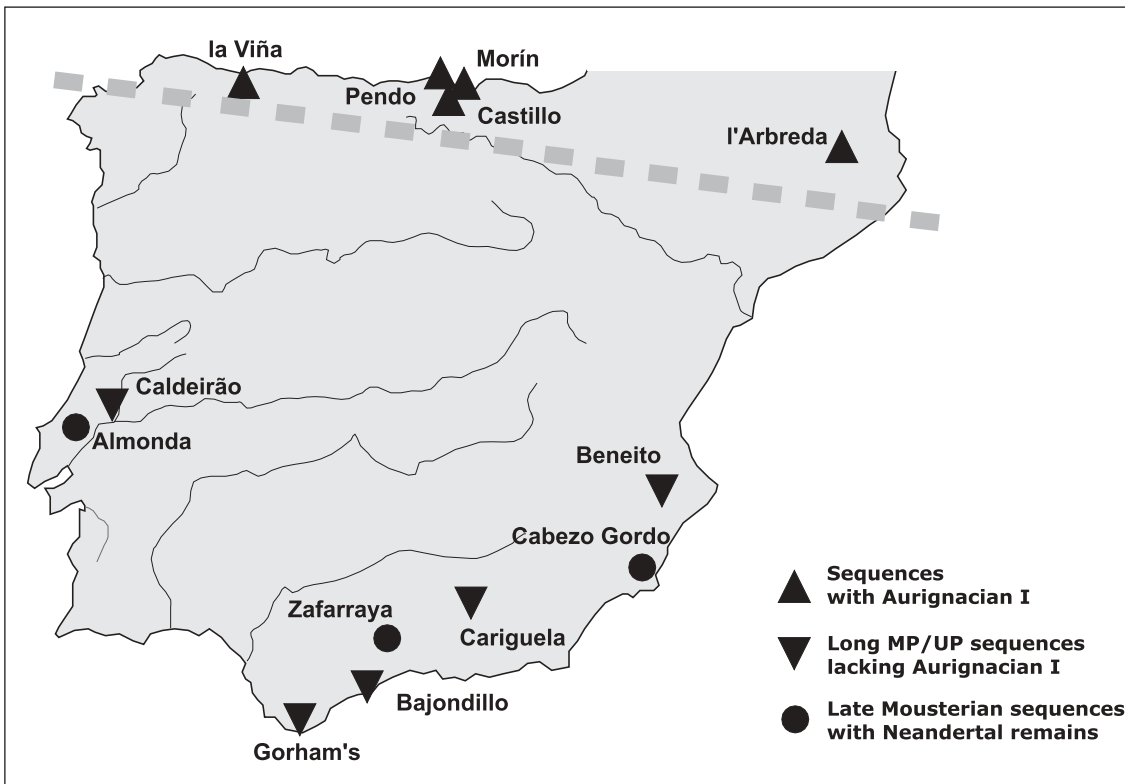 la Viña
Morín
Pendo
Castillo
l'Arbreda
Caldeirão
Almonda
Beneito
Cabezo Gordo
Zafarraya
Cariguela
Bajondillo
Gorham's
Sequences
with Aurignacian I
Long MP/UP sequences
lacking Aurignacian I
Late Mousterian sequences
with Neandertal remains